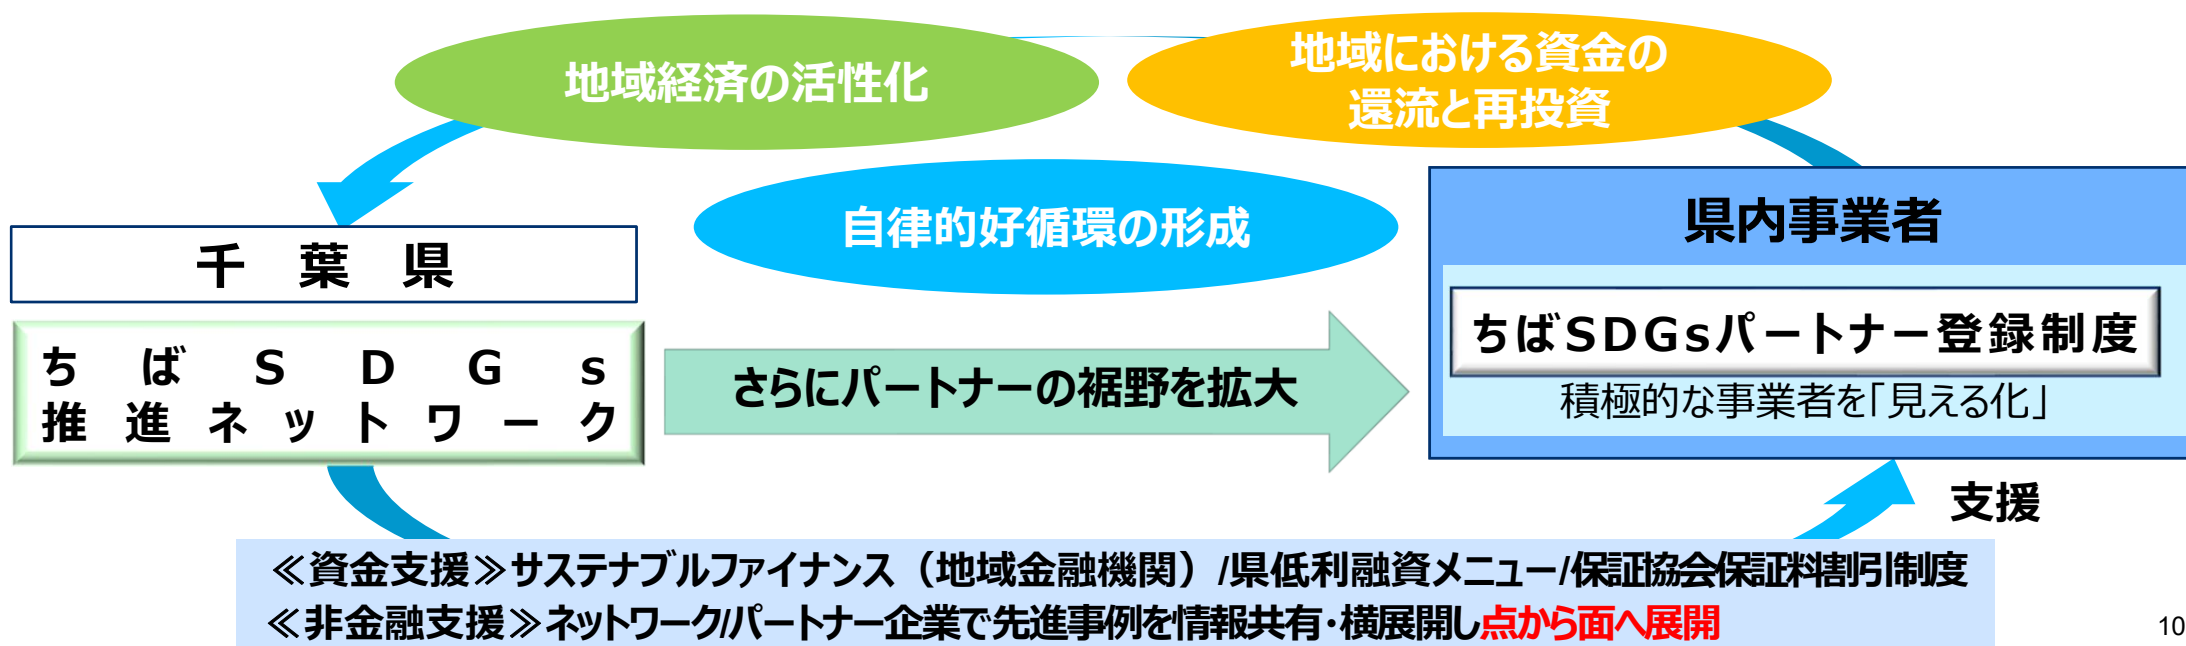 地域経済の活性化
地域における資金の
還流と再投資
自律的好循環の形成
千 葉 県
ち ば S D G s
推 進 ネ ッ ト ワ ー ク
さらにパートナーの裾野を拡大
県内事業者
ちばSDGsパートナー登録制度
積極的な事業者を「見える化」
支援
≪資金支援≫サステナブルファイナンス（地域金融機関）/県低利融資メニュー/保証協会保証料割引制度
≪非金融支援≫ネットワーク/パートナー企業で先進事例を情報共有・横展開し点から面へ展開
10